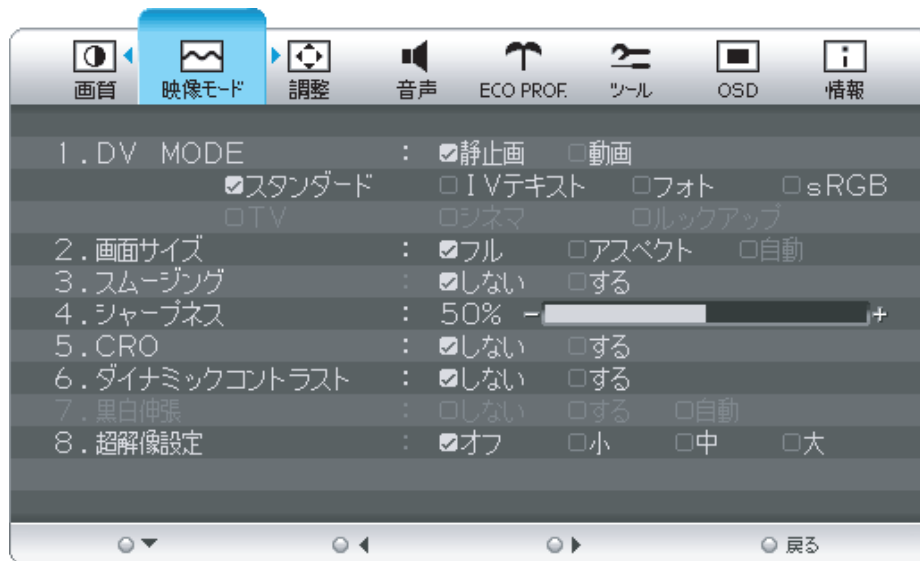 画質 映像モード 調整 音声 ECO PROF. ツール OSD 情報
1.DV MODE : ☑静止画 □動画
☑スタンダード □IVテキスト □フォト □sRGB
□TV □シネマ □ルックアップ
2.画面サイズ : ☑フル □アスペクト □自動
3.スムージング : ☑しない □する
4.シャープネス : 50% − +
5.CRO : ☑しない □する
6.ダイナミックコントラスト : ☑しない □する
7.黒白伸張 : □しない □する □自動
8.超解像設定 : ☑オフ □小 □中 □大
戻る